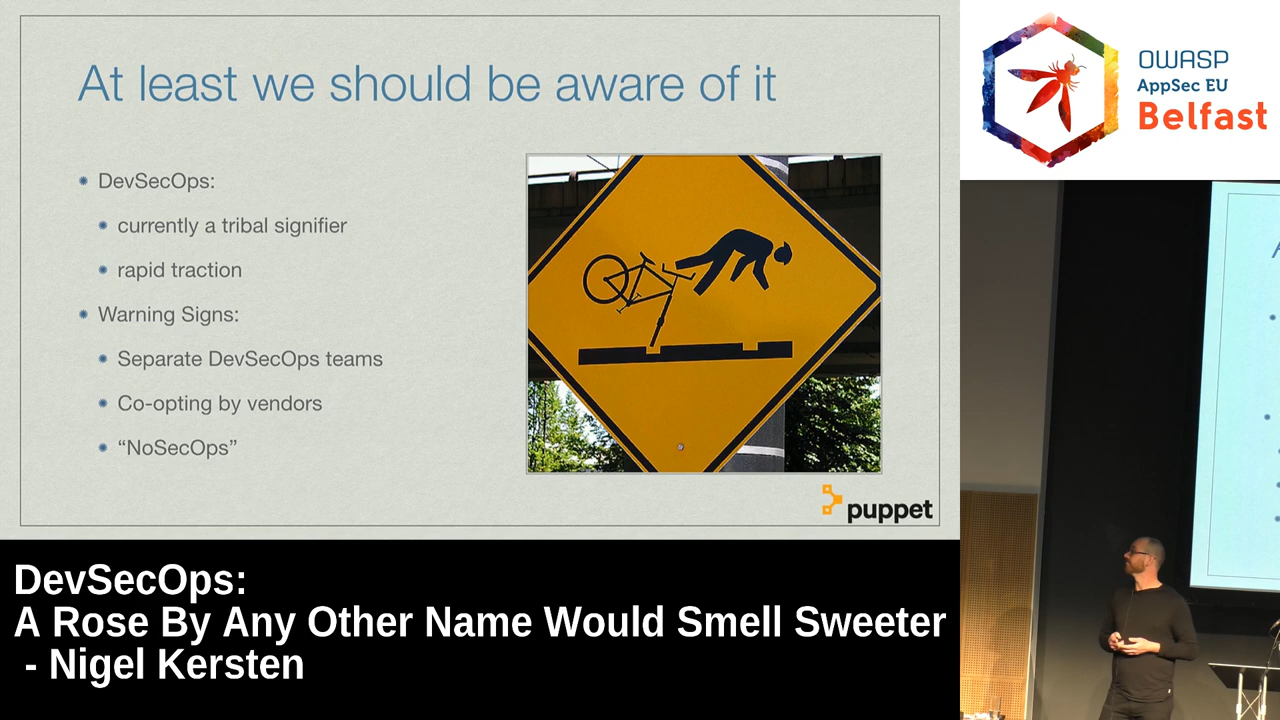 At least we should be aware of it
DevSecOps:
currently a tribal signifier
rapid traction
Warning Signs:
Separate DevSecOps teams
Co-opting by vendors
“NoSecOps”
puppet
OWASP
AppSec EU
Belfast
DevSecOps:
A Rose By Any Other Name Would Smell Sweeter
- Nigel Kersten